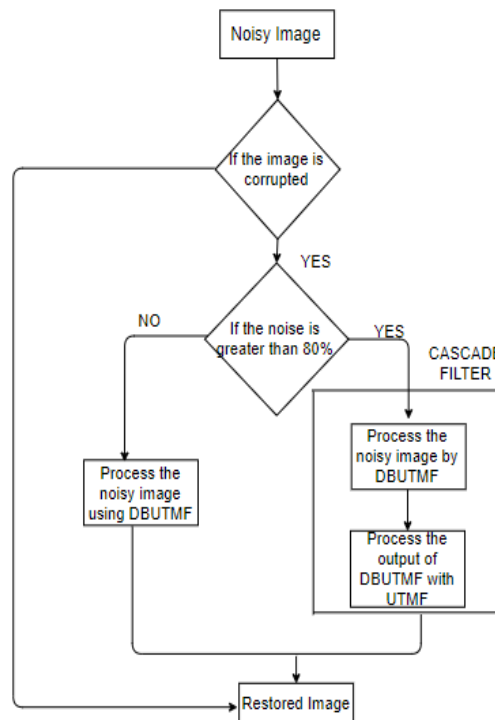 Noisy Image
If the image is
corrupted
YES
If the noise is
greater than 80%
NO
YES
CASCADE
FILTER
Process the
noisy image by
DBUTMF
Process the
noisy image
using DBUTMF
Process the
output of
DBUTMF with
UTMF
Restored Image